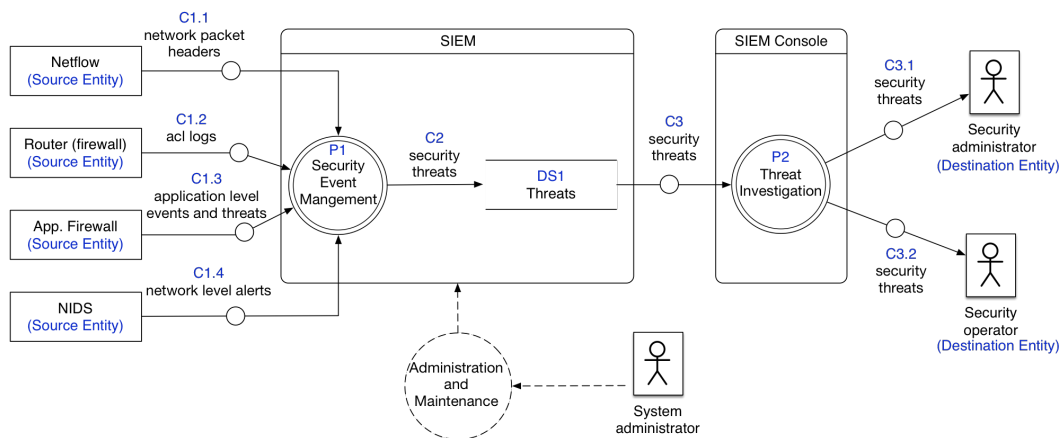 C1.1
network packet
headers
Netflow
(Source Entity)
C1.2
acl logs
Router (firewall)
(Source Entity)
C1.3
application level
events and threats
App. Firewall
(Source Entity)
C1.4
network level alerts
NIDS
(Source Entity)
SIEM
P1
Security
Event
Mangement
C2
security
threats
DS1
Threats
C3
security
threats
SIEM Console
P2
Threat
Investigation
C3.1
security
threats
Security
administrator
(Destination Entity)
C3.2
security
threats
Security
operator
(Destination Entity)
Administration
and
Maintenance
System
administrator